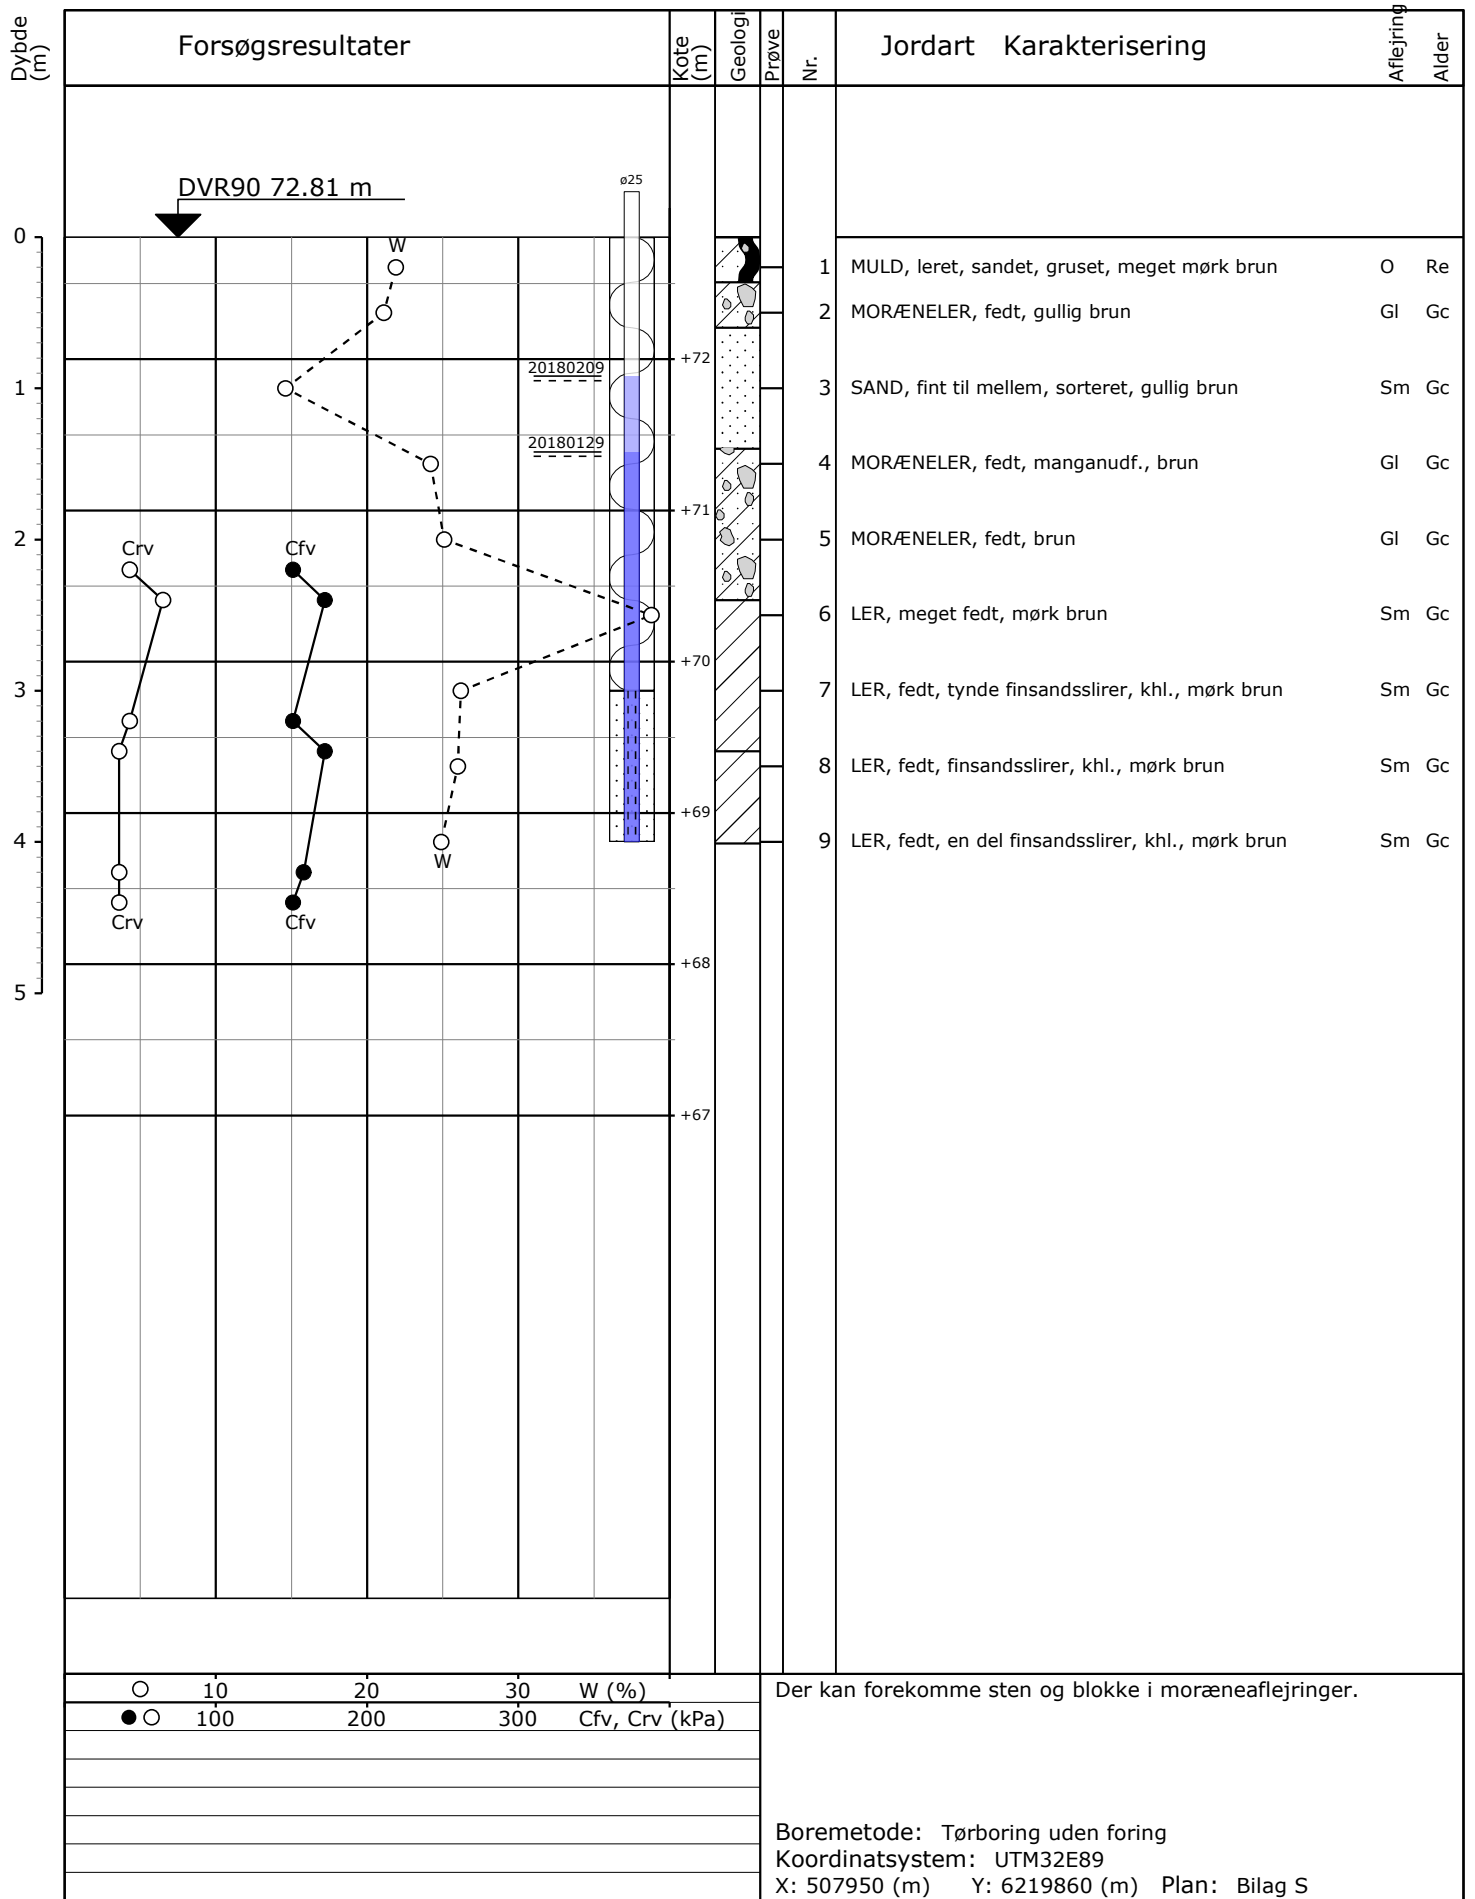 Dybde
(m)
Forsøgsresultater
Kote
(m)
Geologi
Prøve
Nr.
Jordart Karakterisering
Aflejring
Alder
DVR90 72.81 m
ø25
0
W
1 MULD, leret, sandet, gruset, meget mørk brun O Re
2 MORÆNELER, fedt, gullig brun Gl Gc
+72
20180209
1
3 SAND, fint til mellem, sorteret, gullig brun Sm Gc
20180129
4 MORÆNELER, fedt, manganudf., brun Gl Gc
+71
2
Crv Cfv
5 MORÆNELER, fedt, brun Gl Gc
6 LER, meget fedt, mørk brun Sm Gc
+70
3
7 LER, fedt, tynde finsandsslirer, khl., mørk brun Sm Gc
8 LER, fedt, finsandsslirer, khl., mørk brun Sm Gc
+69
4
W
9 LER, fedt, en del finsandsslirer, khl., mørk brun Sm Gc
Crv Cfv
+68
5
+67
10 20 30 W (%)
100 200 300 Cfv, Crv (kPa)
Der kan forekomme sten og blokke i moræneaflejringer.
Boremetode: Tørboring uden foring
Koordinatsystem: UTM32E89
X: 507950 (m) Y: 6219860 (m) Plan: Bilag S